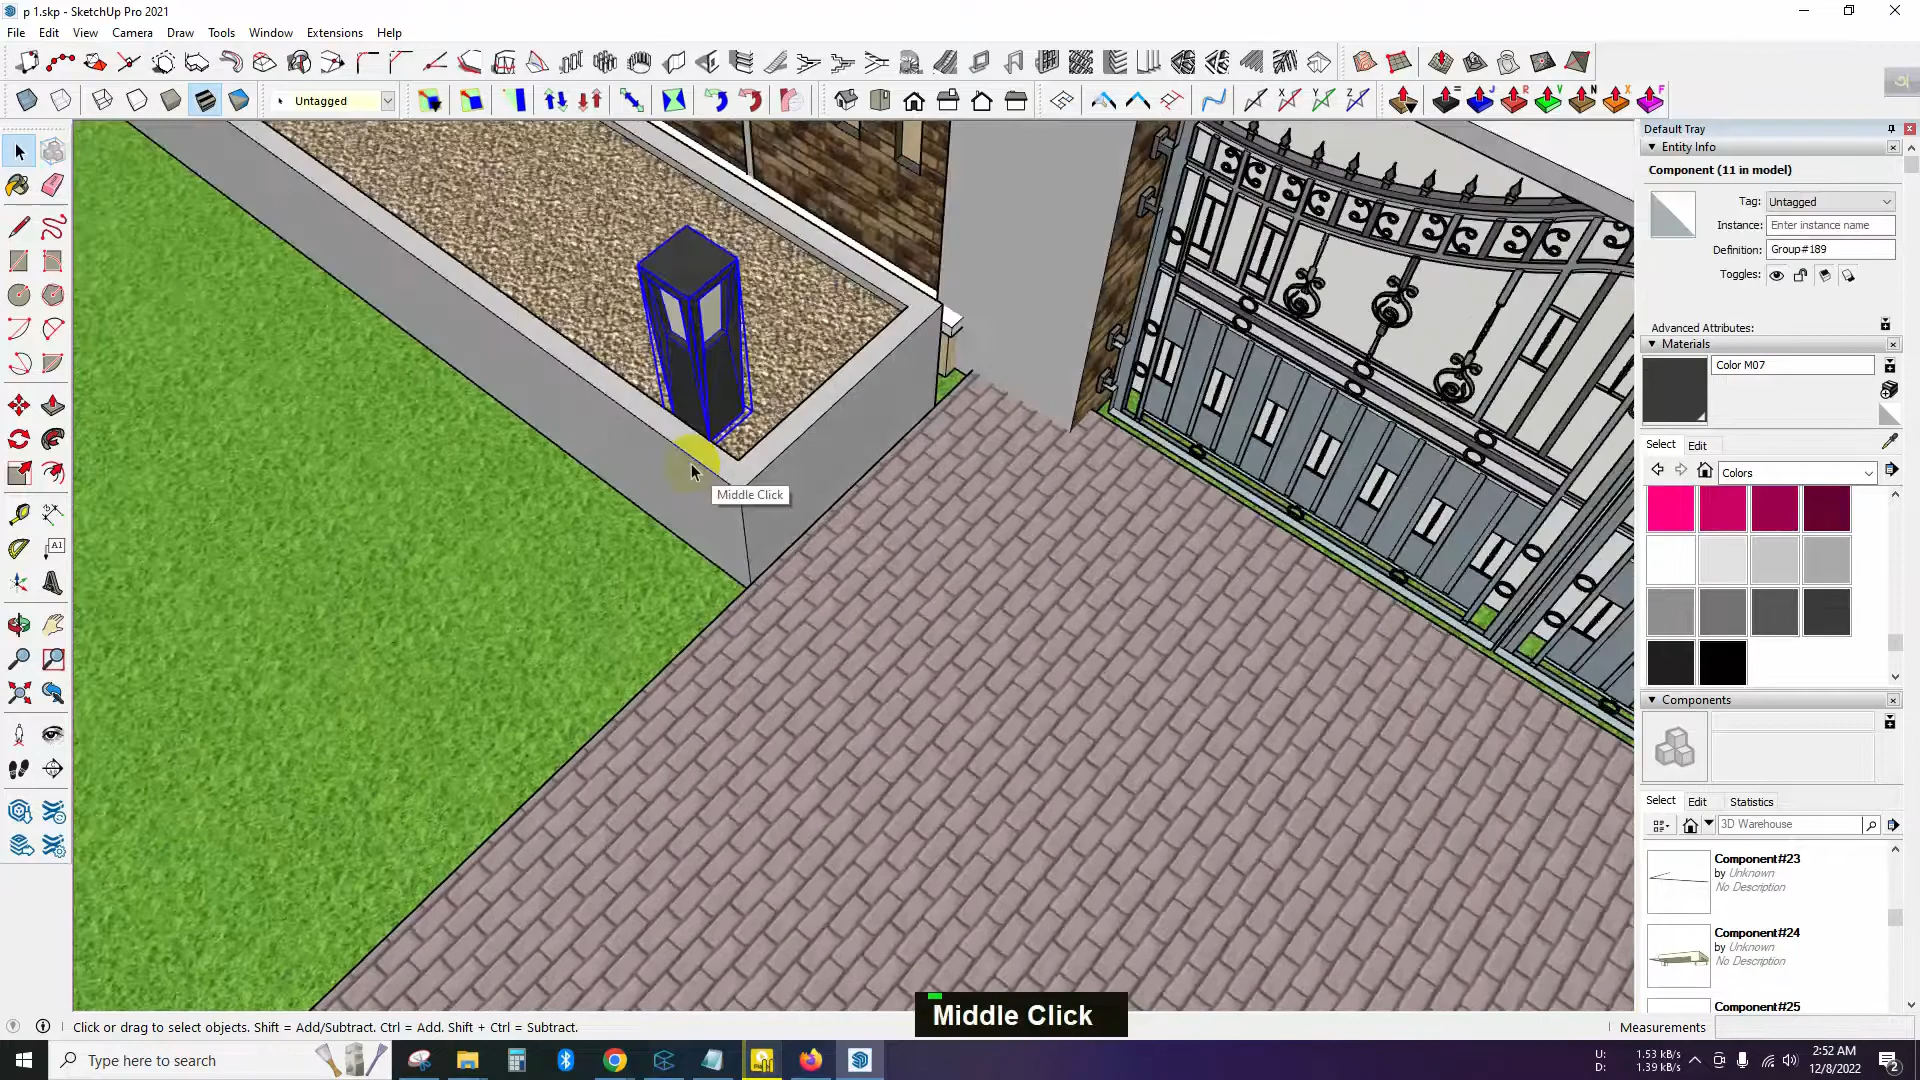 p 1.skp - SketchUp Pro 2021
File Edit View Camera Draw Tools Window Extensions Help
Untagged
Default Tray
Entity Info
Component (11 in model)
Tag: Untagged
Instance: Enter instance name
Definition: Group#189
Toggles:
Advanced Attributes:
Materials
Color M07
Select Edit
Colors
Middle Click
Components
Select Edit Statistics
3D Warehouse
Component#23
by Unknown
No Description
Component#24
by Unknown
No Description
Component#25
Middle Click
Click or drag to select objects. Shift = Add/Subtract. Ctrl = Add. Shift + Ctrl = Subtract.
Measurements
Type here to search
U: 1.53 kB/s
D: 1.39 kB/s
2:52 AM
12/8/2022
2